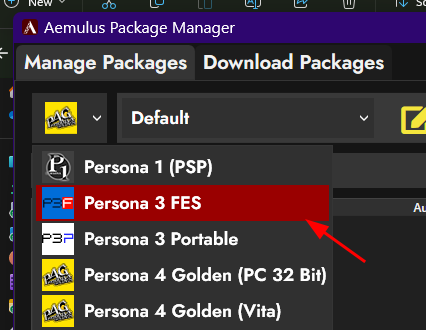 New
Aemulus Package Manager
Manage Packages Download Packages
Default
Persona 1 (PSP)
Au
Persona 3 FES
Persona 3 Portable
Persona 4 Golden (PC 32 Bit)
Persona 4 Golden (Vita)